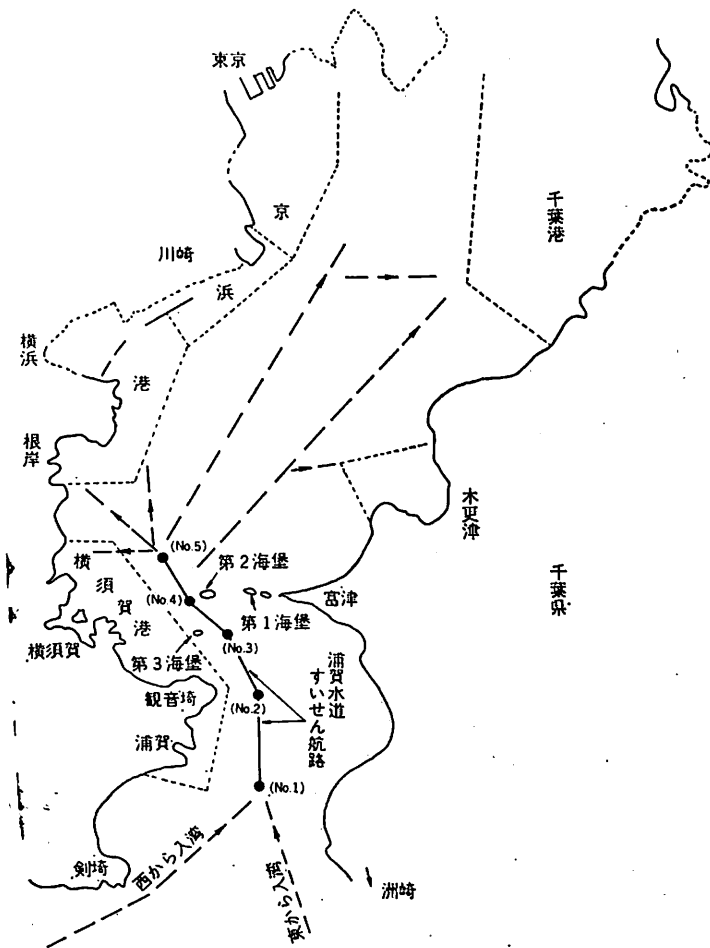 東京
千葉港
京
川崎
浜
横浜
港
根岸
木更津
(No.5)
第2海堡
横須賀港
(No.4)
富津
千葉県
第1海堡
(No.3)
横須賀
第3海堡
浦賀水道
すいせん航路
観音埼
(No.2)
浦賀
(No.1)
西から入湾
剣埼
東から入湾
洲崎